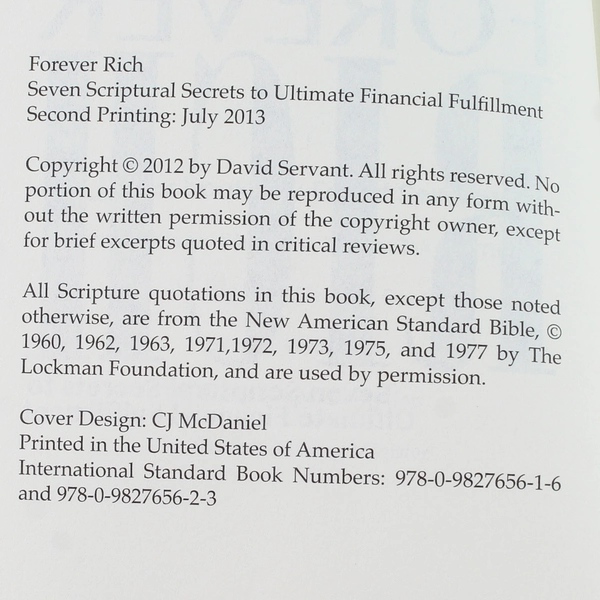 Forever Rich
Seven Scriptural Secrets to Ultimate Financial Fulfillment
Second Printing: July 2013
Copyright © 2012 by David Servant. All rights reserved. No
portion of this book may be reproduced in any form with-
out the written permission of the copyright owner, except
for brief excerpts quoted in critical reviews.
All Scripture quotations in this book, except those noted
otherwise, are from the New American Standard Bible, ©
1960, 1962, 1963, 1971,1972, 1973, 1975, and 1977 by The
Lockman Foundation, and are used by permission.
Cover Design: CJ McDaniel
Printed in the United States of America
International Standard Book Numbers: 978-0-9827656-1-6
and 978-0-9827656-2-3